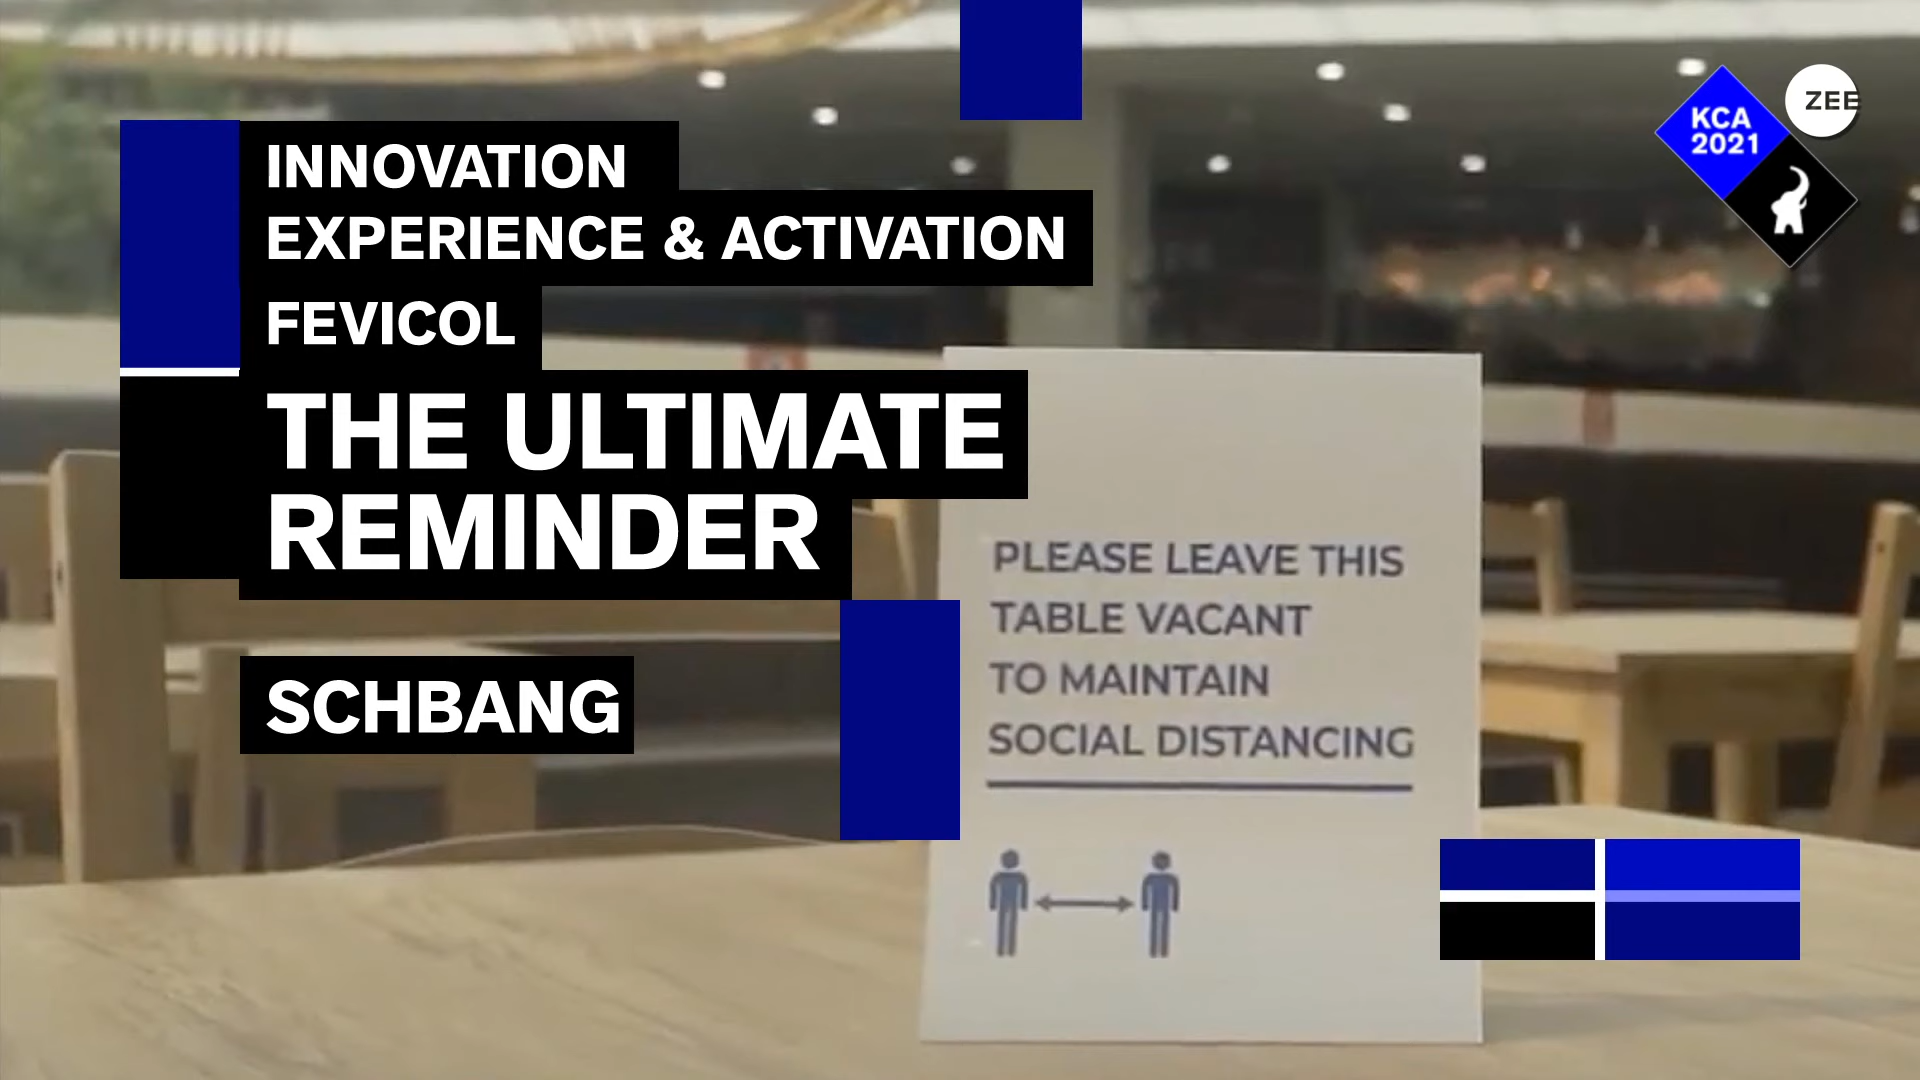 INNOVATION
EXPERIENCE & ACTIVATION
FEVICOL
THE ULTIMATE
REMINDER
SCHBANG
KCA
2021
ZEE
PLEASE LEAVE THIS
TABLE VACANT
TO MAINTAIN
SOCIAL DISTANCING